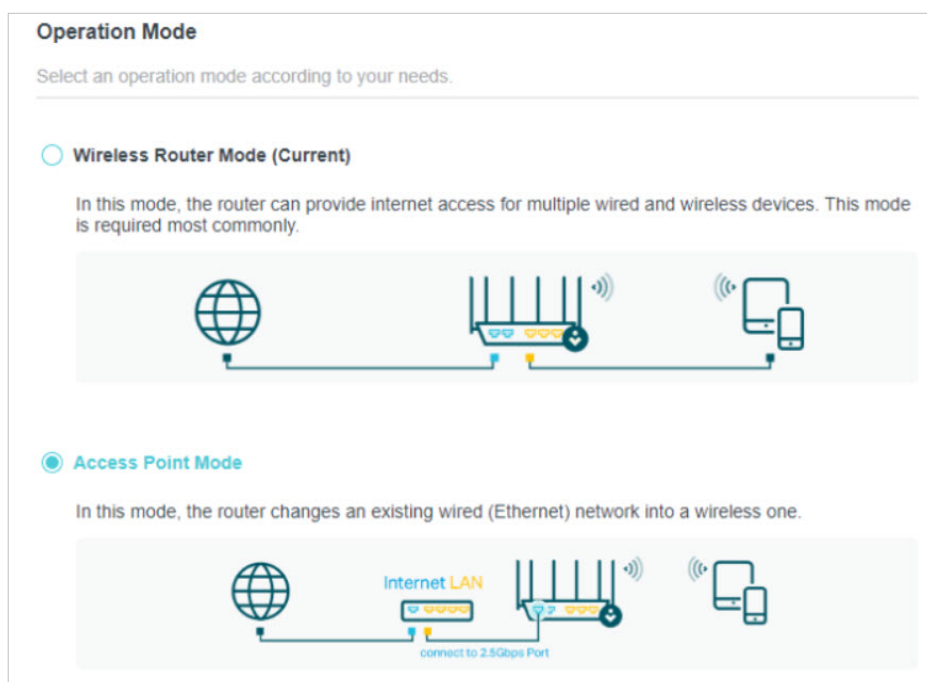 Operation Mode
Select an operation mode according to your needs.
Wireless Router Mode (Current)
In this mode, the router can provide internet access for multiple wired and wireless devices. This mode
is required most commonly.
Access Point Mode
In this mode, the router changes an existing wired (Ethernet) network into a wireless one.
Internet LAN
connect to 2.5Gbps Port